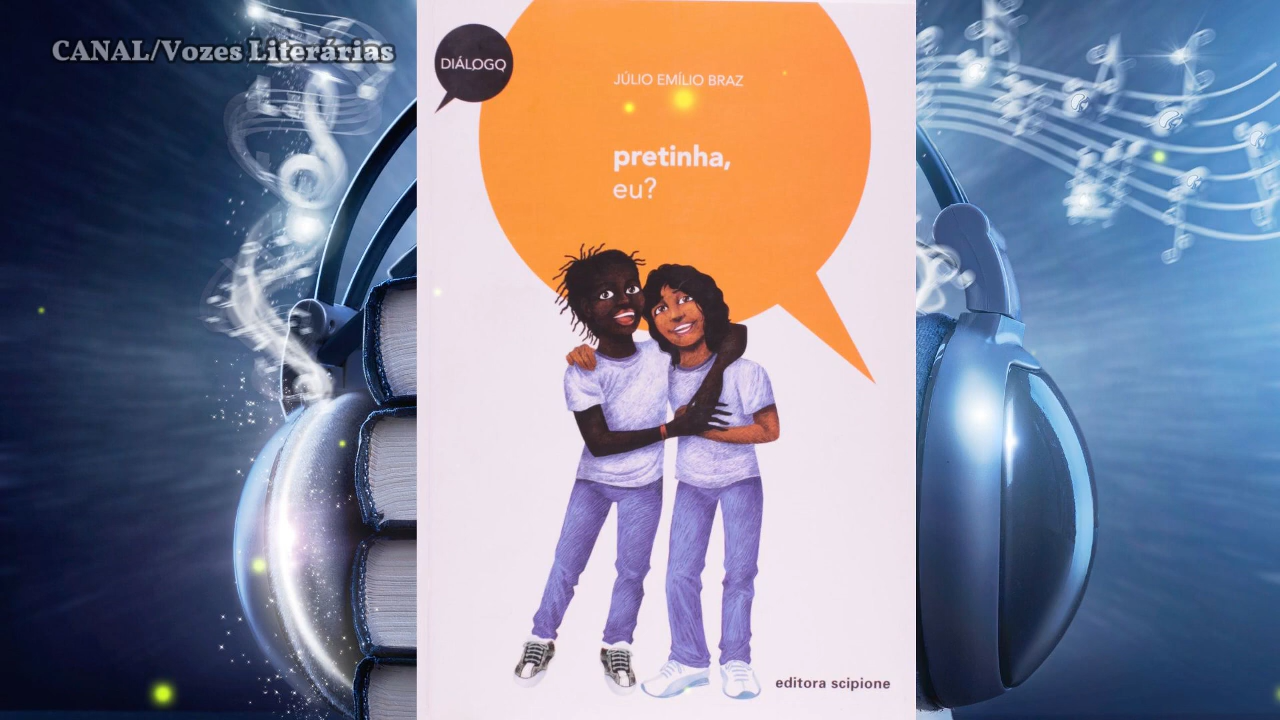 CANAL/Vozes Literárias
DIÁLOGO
JÚLIO EMÍLIO BRAZ
pretinha,
eu?
editora scipione